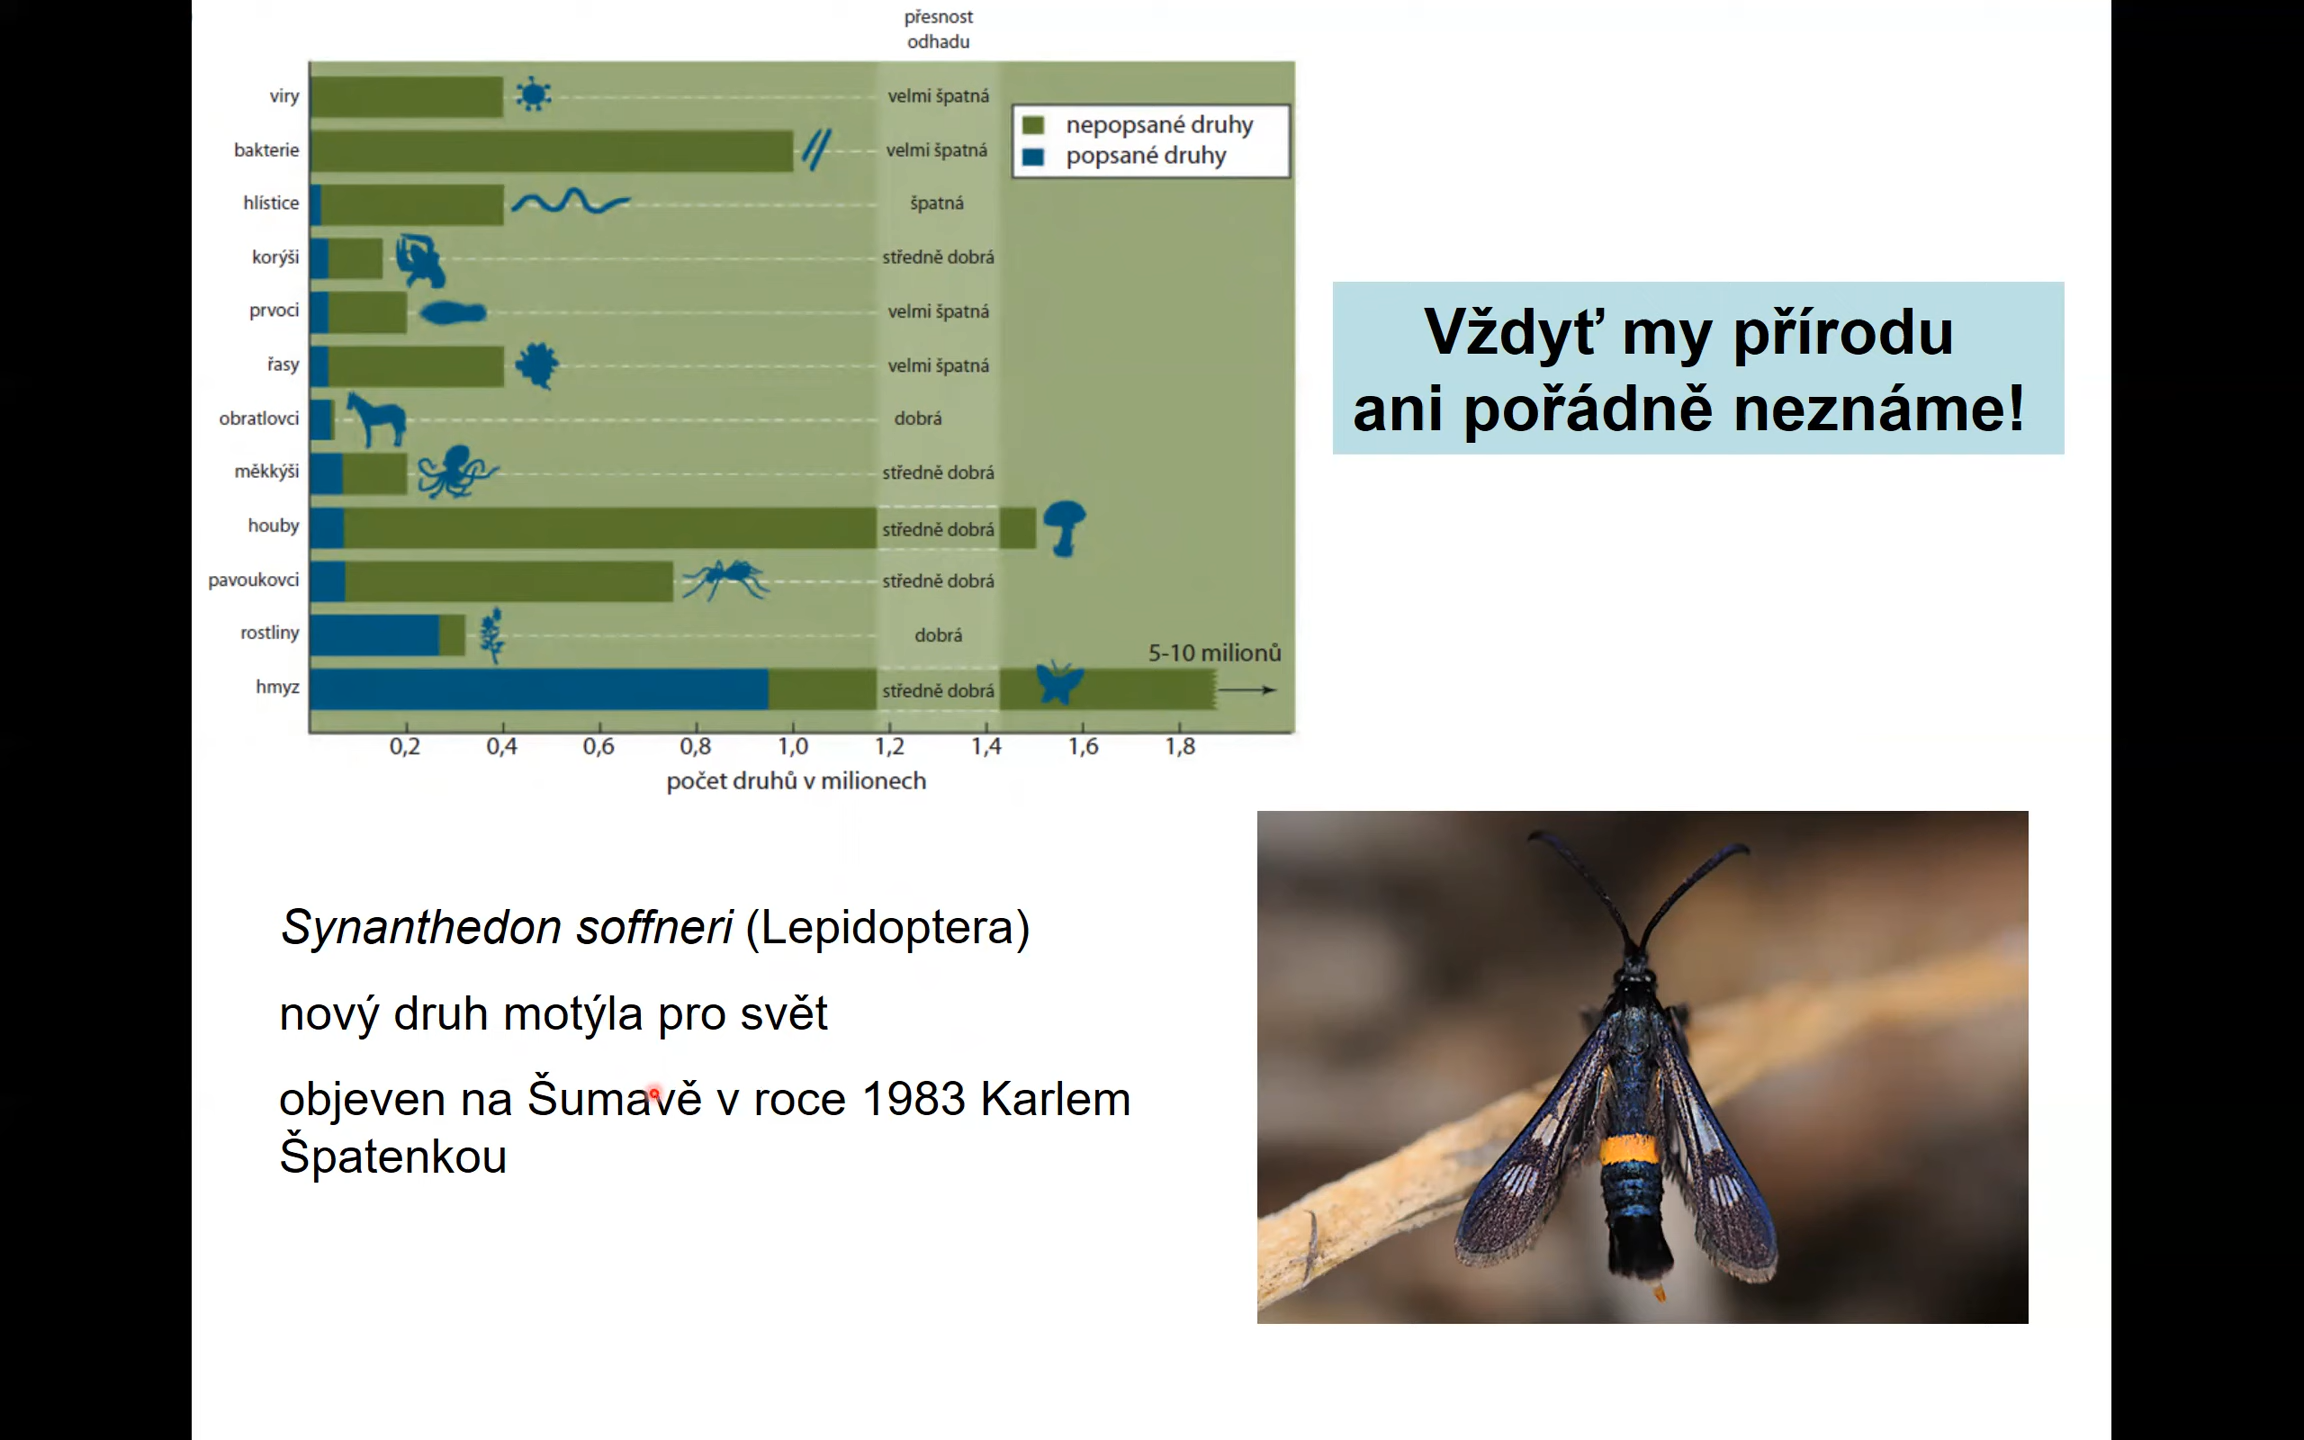 přesnost
odhadu
viry velmi špatná
bakterie velmi špatná
hlístice špatná
korýši středně dobrá
prvoci velmi špatná
řasy velmi špatná
obratlovci dobrá
měkkýši středně dobrá
houby středně dobrá
pavoukovci středně dobrá
rostliny dobrá
5-10 milionů
hmyz středně dobrá
0,2 0,4 0,6 0,8 1,0 1,2 1,4 1,6 1,8
počet druhů v milionech
nepopsané druhy
popsané druhy
Vždyť my přírodu
ani pořádně neznáme!
Synanthedon soffneri (Lepidoptera)
nový druh motýla pro svět
objeven na Šumavě v roce 1983 Karlem
Špatenkou